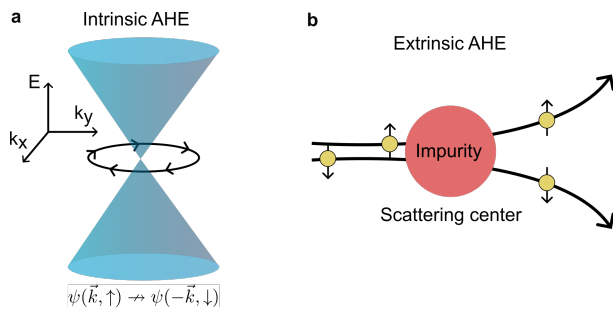 a
Intrinsic AHE
E
k_y
k_x
ψ(k⃗,↑) ↛ ψ(−k⃗,↓)
b
Extrinsic AHE
Impurity
Scattering center